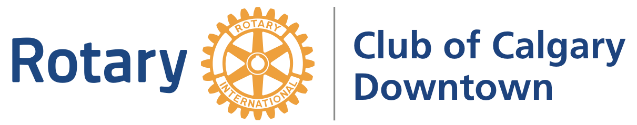 Rotary
ROTARY
INTERNATIONAL
Club of Calgary
Downtown